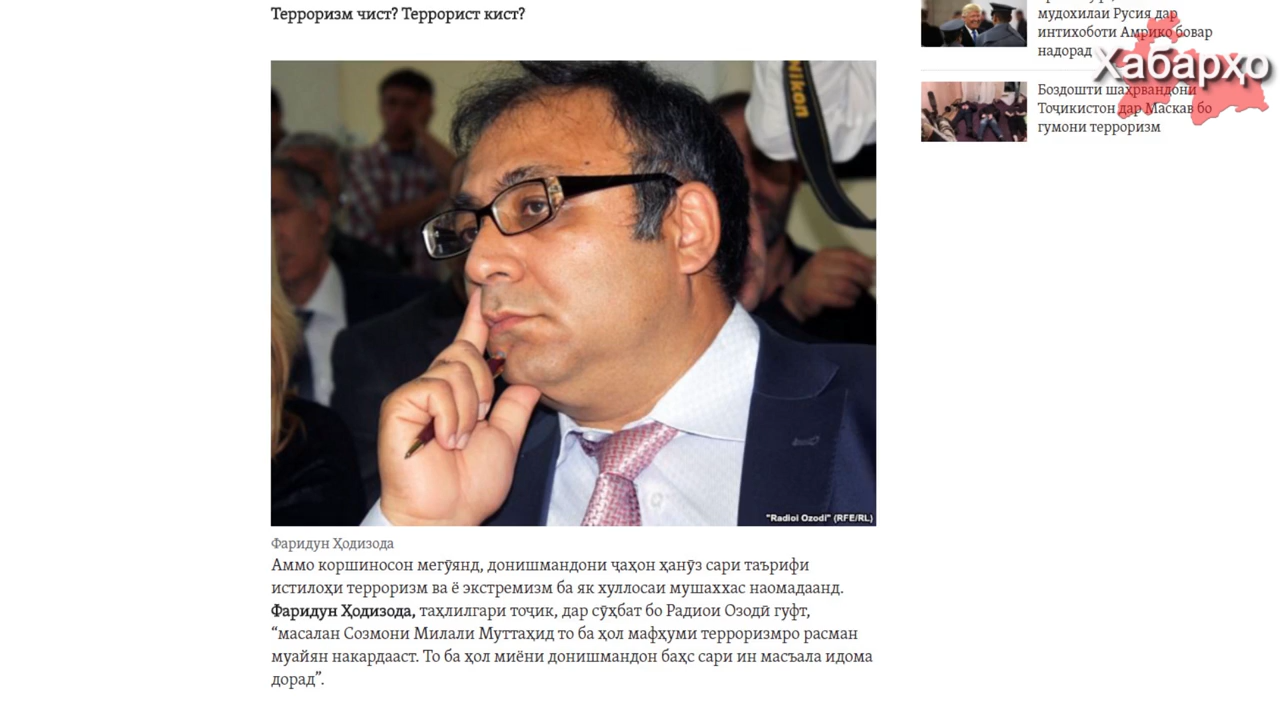 Терроризм чист? Террорист кист?
мудохилаи Русия дар
интихоботи Амрико бовар
надорад
Хабарҳо
Боздошти шаҳрвандони
Тоҷикистон дар Маскав бо
гумони терроризм
Nikon
"Radioi Ozodi" (RFE/RL)
Фаридун Ҳодизода
Аммо коршиносон мегӯянд, донишмандони ҷаҳон ҳанӯз сари таърифи
истилоҳи терроризм ва ё экстремизм ба як хуллосаи мушаххас наомадаанд.
Фаридун Ҳодизода, таҳлилгари тоҷик, дар сӯҳбат бо Радиои Озодӣ гуфт,
“масалан Созмони Милали Муттаҳид то ба ҳол мафҳуми терроризмро расман
муайян накардааст. То ба ҳол миёни донишмандон баҳс сари ин масъала идома
дорад”.